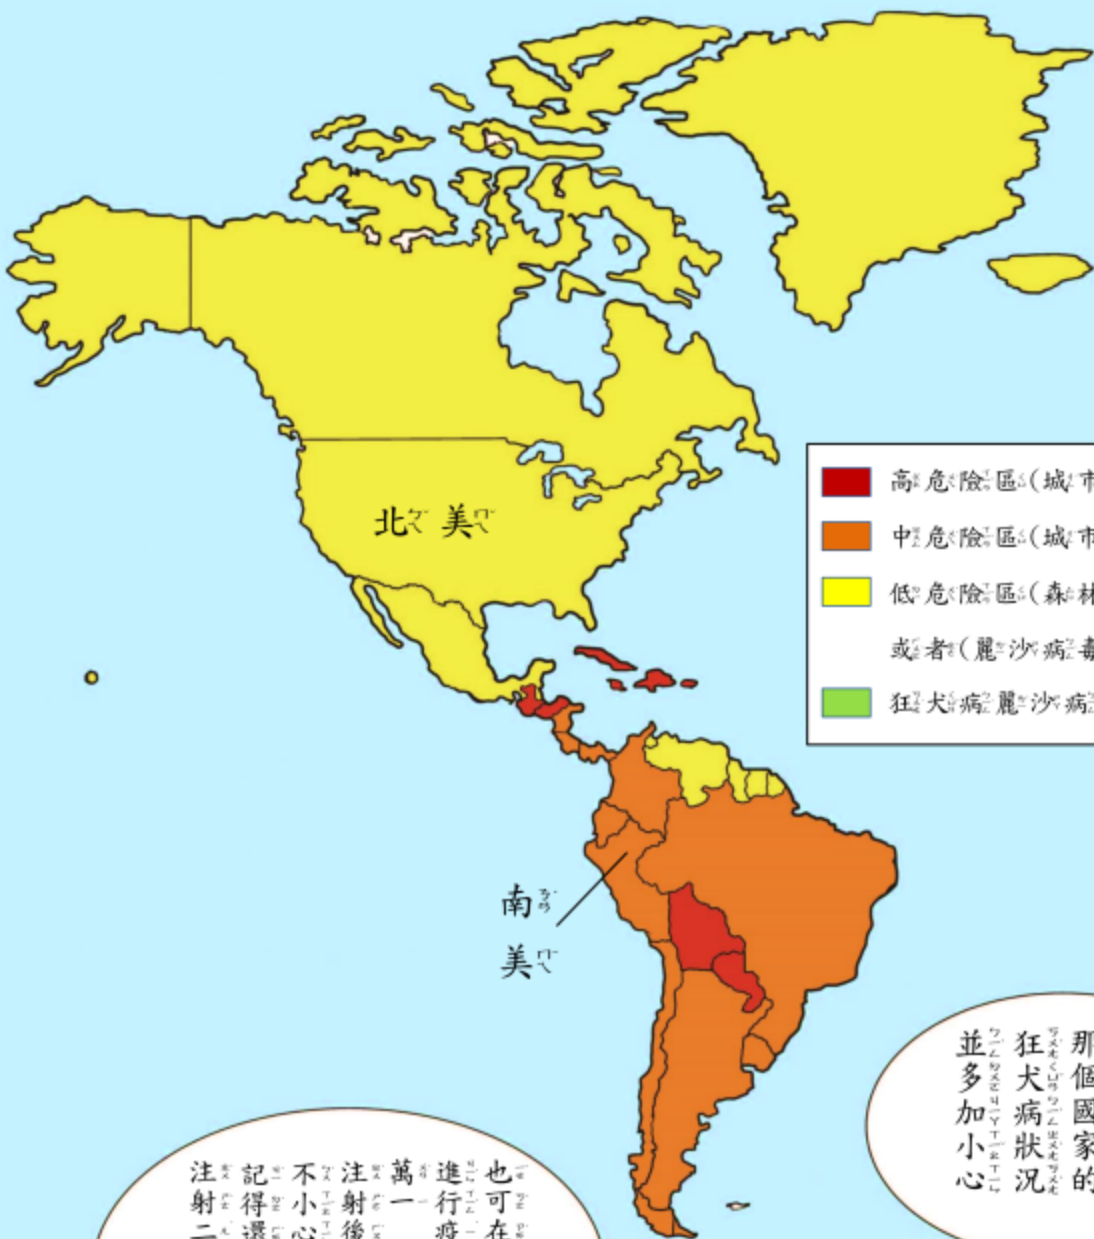 北美
高危險區(城市
中危險區(城市
低危險區(森林
或者(麗沙病毒
狂犬病麗沙病
南
美
那個國家的
狂犬病狀況
並多加小心
也可在
進行疫
萬一
注射後
不小心
記得還
注射二